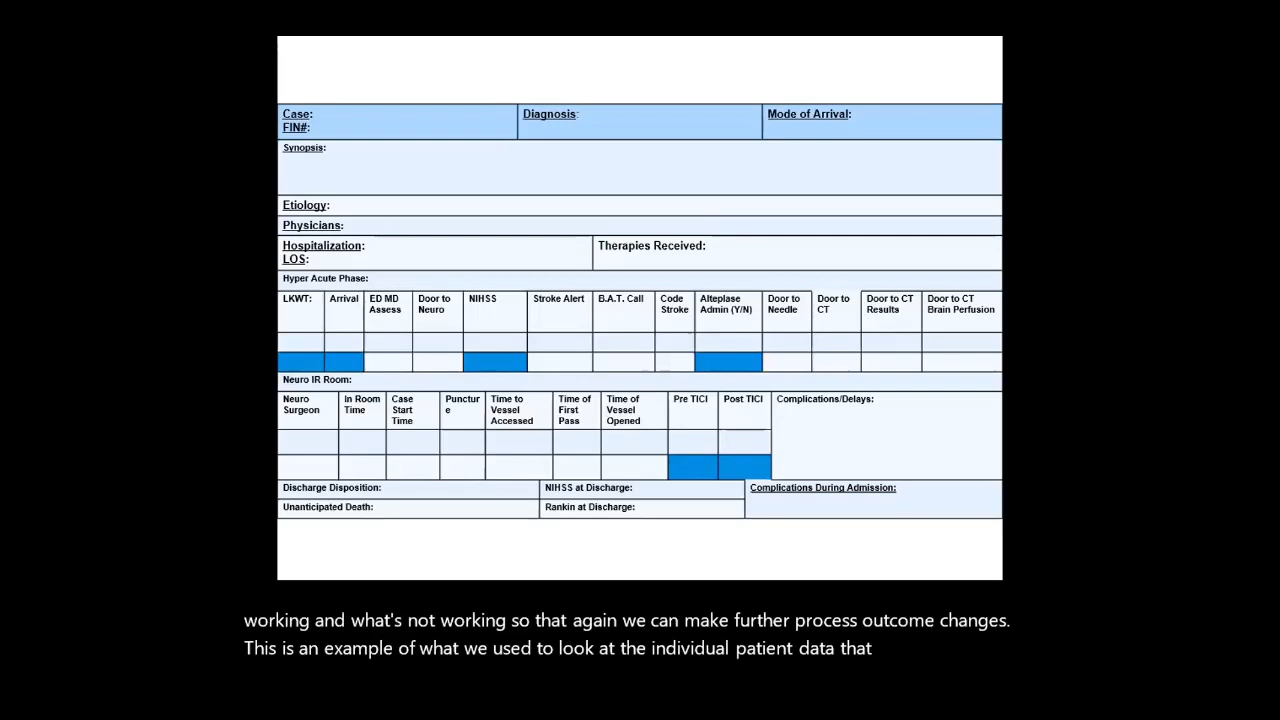 Case:
FIN#:
Diagnosis:
Mode of Arrival:
Synopsis:
Etiology:
Physicians:
Hospitalization:
LOS:
Therapies Received:
Hyper Acute Phase:
LKWT:
Arrival
ED MD
Assess
Door to
Neuro
NIHSS
Stroke Alert
B.A.T. Call
Code
Stroke
Alteplase
Admin (Y/N)
Door to
Needle
Door to
CT
Door to CT
Results
Door to CT
Brain Perfusion
Neuro IR Room:
Neuro
Surgeon
In Room
Time
Case
Start
Time
Punctur
e
Time to
Vessel
Accessed
Time of
First
Pass
Time of
Vessel
Opened
Pre TICI
Post TICI
Complications/Delays:
Discharge Disposition:
NIHSS at Discharge:
Complications During Admission:
Unanticipated Death:
Rankin at Discharge:
working and what's not working so that again we can make further process outcome changes.
This is an example of what we used to look at the individual patient data that